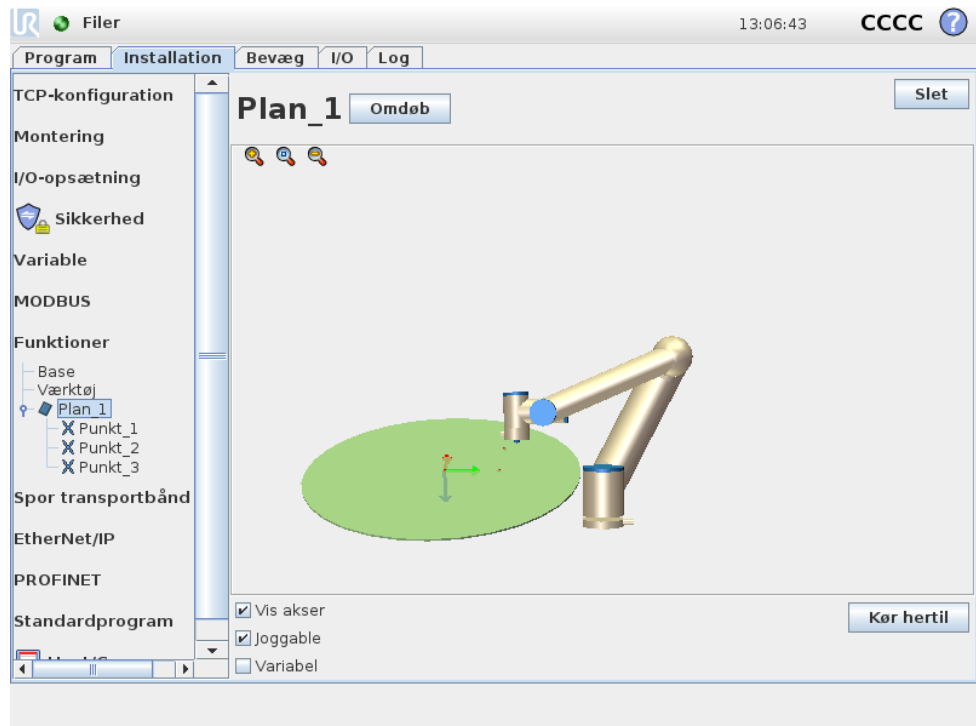 UR Filer 13:06:43 CCCC ?
Program Installation Bevæg I/O Log
TCP-konfiguration
Montering
I/O-opsætning
Sikkerhed
Variable
MODBUS
Funktioner
Base
Værktøj
Plan_1
Punkt_1
Punkt_2
Punkt_3
Spor transportbånd
EtherNet/IP
PROFINET
Standardprogram
Plan_1 Omdøb Slet
Vis akser
Joggable
Variabel
Kør hertil